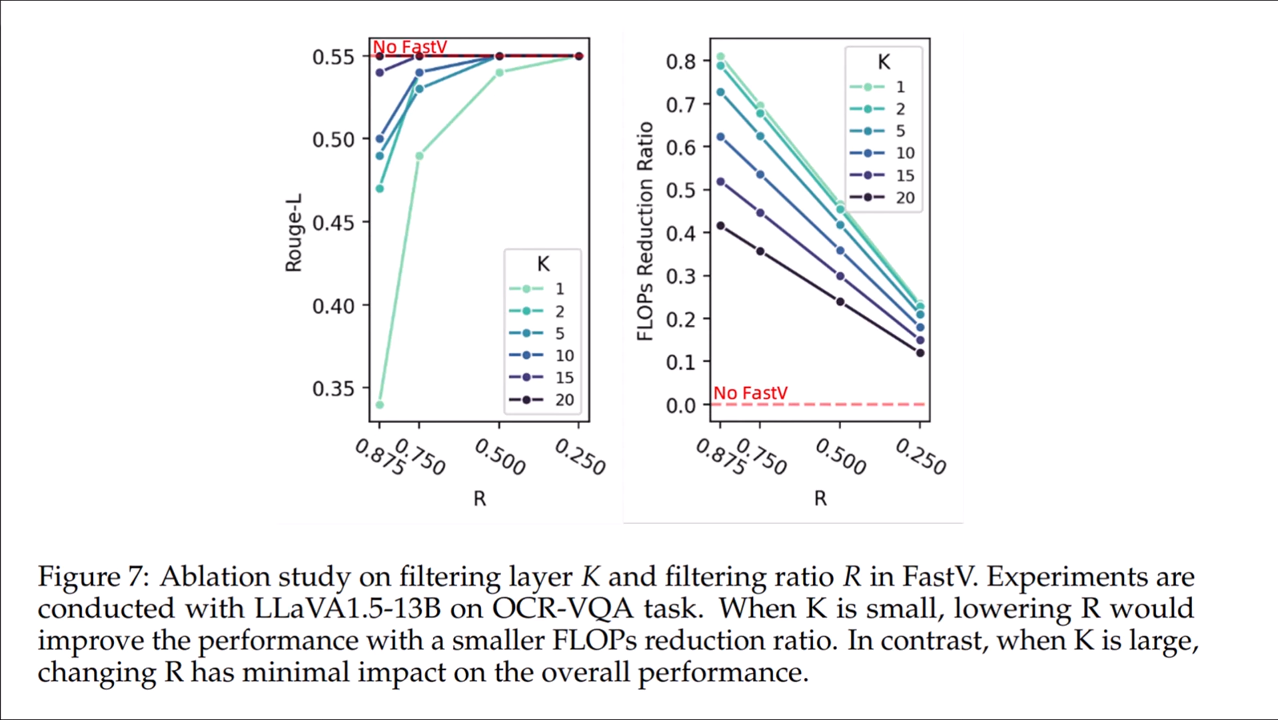 No FastV
0.55
0.50
0.45
0.40
0.35
Rouge-L
K
1
2
5
10
15
20
0.875
0.750
0.500
0.250
R
0.8
0.7
0.6
0.5
0.4
0.3
0.2
0.1
0.0
FLOPs Reduction Ratio
K
1
2
5
10
15
20
No FastV
0.875
0.750
0.500
0.250
R
Figure 7: Ablation study on filtering layer K and filtering ratio R in FastV. Experiments are
conducted with LLaVA1.5-13B on OCR-VQA task. When K is small, lowering R would
improve the performance with a smaller FLOPs reduction ratio. In contrast, when K is large,
changing R has minimal impact on the overall performance.